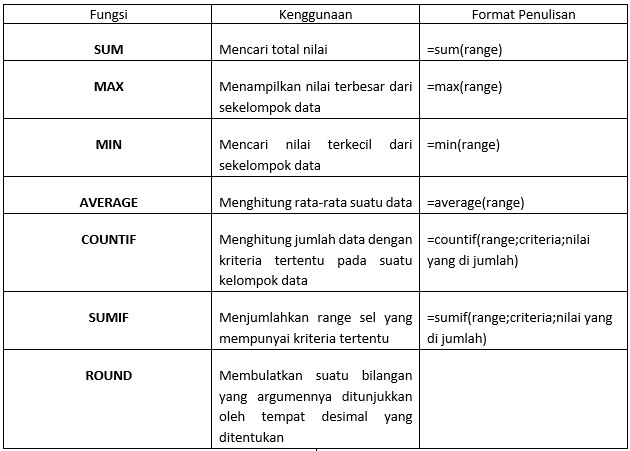 Fungsi Kenggunaan Format Penulisan
SUM Mencari total nilai =sum(range)
MAX Menampilkan nilai terbesar dari =max(range)
sekelompok data
MIN Mencari nilai terkecil dari =min(range)
sekelompok data
AVERAGE Menghitung rata-rata suatu data =average(range)
COUNTIF Menghitung jumlah data dengan =countif(range;criteria;nilai
kriteria tertentu pada suatu yang di jumlah)
kelompok data
SUMIF Menjumlahkan range sel yang =sumif(range;criteria;nilai yang
mempunyai kriteria tertentu di jumlah)
ROUND Membulatkan suatu bilangan
yang argumennya ditunjukkan
oleh tempat desimal yang
ditentukan